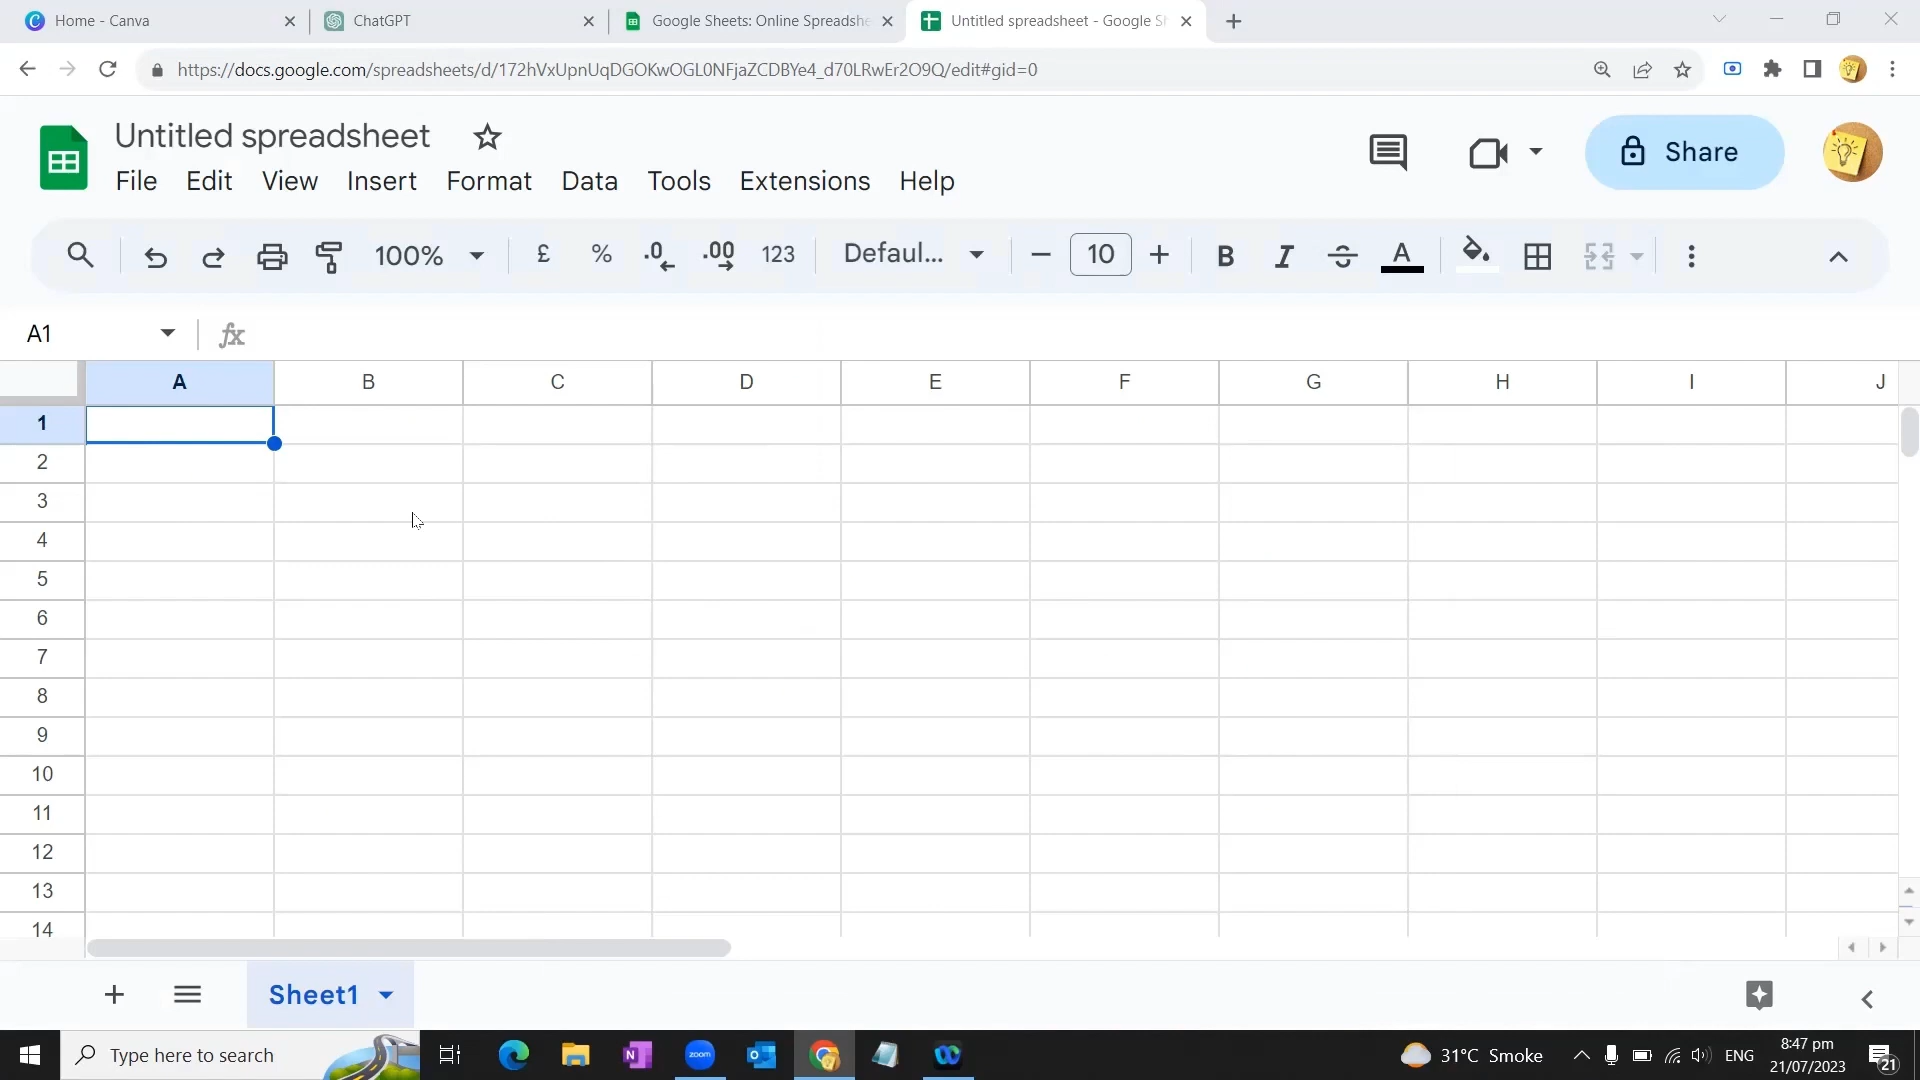 Home - Canva
ChatGPT
Google Sheets: Online Spreadshe
Untitled spreadsheet - Google Sh
https://docs.google.com/spreadsheets/d/172hVxUpnUqDGOKwOGL0NFjaZCDBYe4_d70LRwEr2O9Q/edit#gid=0
Untitled spreadsheet
Share
File Edit View Insert Format Data Tools Extensions Help
100% £ % .0 .00 123 Defaul... 10 B I S A
A1 fx
A B C D E F G H I J
1
2
3
4
5
6
7
8
9
10
11
12
13
14
Sheet1
Type here to search
zoom
31°C Smoke
ENG
8:47 pm
21/07/2023
21